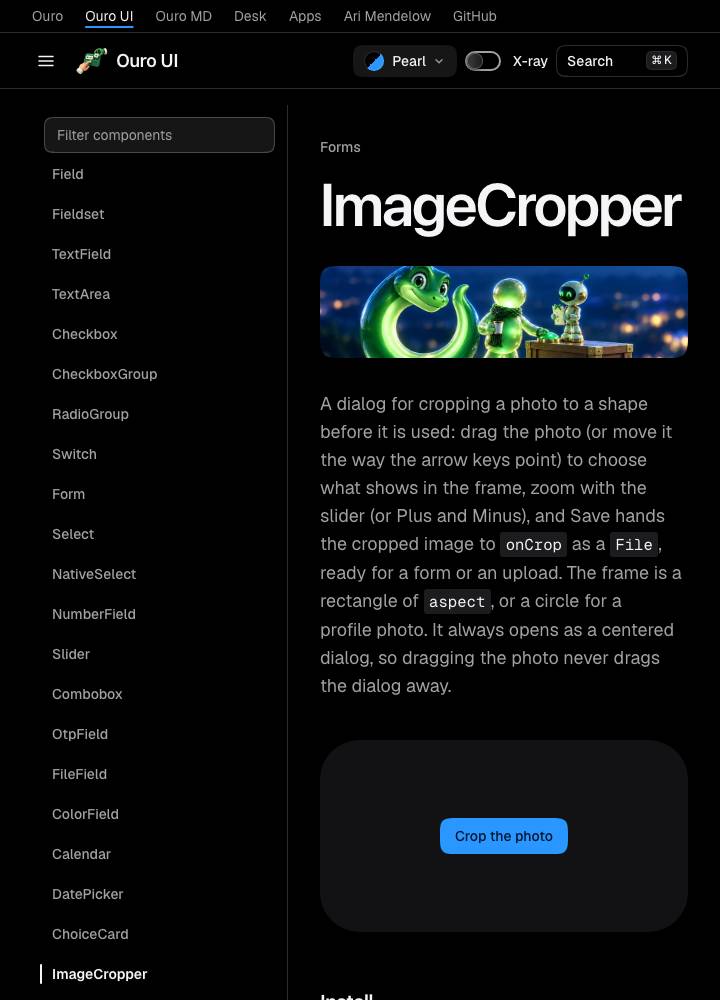 Ouro Ouro UI Ouro MD Desk Apps Ari Mendelow GitHub
Ouro UI
Pearl X-ray Search ⌘ K
Filter components
Field
Fieldset
TextField
TextArea
Checkbox
CheckboxGroup
RadioGroup
Switch
Form
Select
NativeSelect
NumberField
Slider
Combobox
OtpField
FileField
ColorField
Calendar
DatePicker
ChoiceCard
ImageCropper
Forms
ImageCropper
A dialog for cropping a photo to a shape
before it is used: drag the photo (or move it
the way the arrow keys point) to choose
what shows in the frame, zoom with the
slider (or Plus and Minus), and Save hands
the cropped image to onCrop as a File,
ready for a form or an upload. The frame is a
rectangle of aspect, or a circle for a
profile photo. It always opens as a centered
dialog, so dragging the photo never drags
the dialog away.
Crop the photo
Install